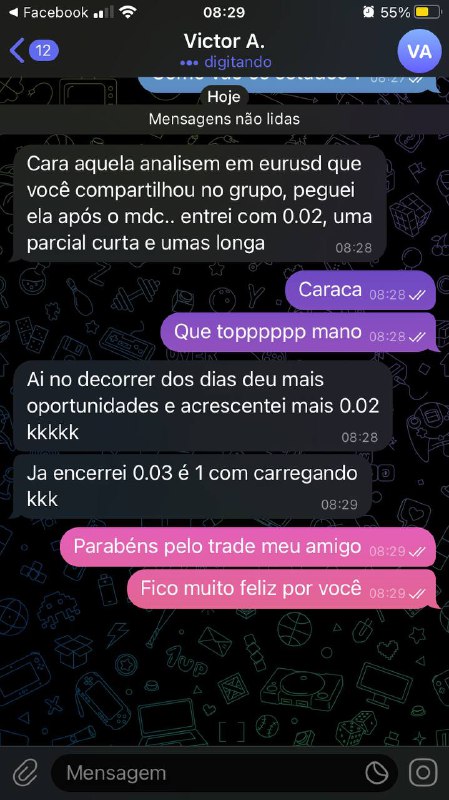 Facebook
08:29
55%
12
Victor A.
digitando
VA
08:27
Hoje
Mensagens não lidas
Cara aquela analisem em eurusd que
você compartilhou no grupo, peguei
ela após o mdc.. entrei com 0.02, uma
parcial curta e umas longa
08:28
Caraca 08:28
Que topppppp mano 08:28
Ai no decorrer dos dias deu mais
oportunidades e acrescentei mais 0.02
kkkkk
08:28
Ja encerrei 0.03 é 1 com carregando
kkk
08:29
Parabéns pelo trade meu amigo 08:29
Fico muito feliz por você 08:29
1UP
Mensagem